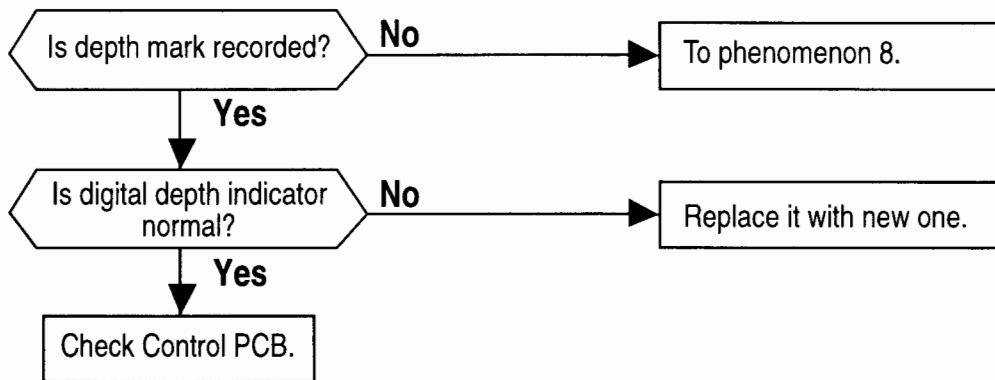 Is depth mark recorded?
No
To phenomenon 8.
Yes
Is digital depth indicator
normal?
No
Replace it with new one.
Yes
Check Control PCB.